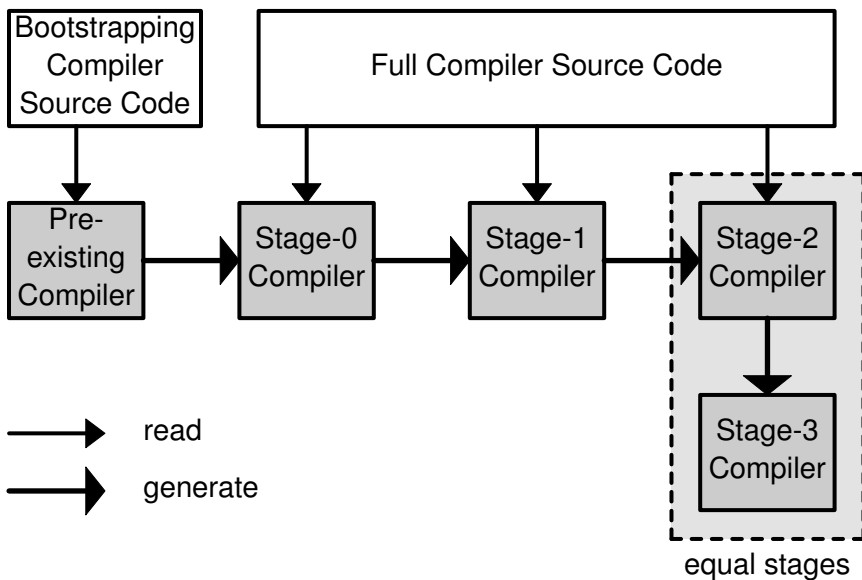 Bootstrapping
Compiler
Source Code
Full Compiler Source Code
Pre-
existing
Compiler
Stage-0
Compiler
Stage-1
Compiler
Stage-2
Compiler
Stage-3
Compiler
read
generate
equal stages